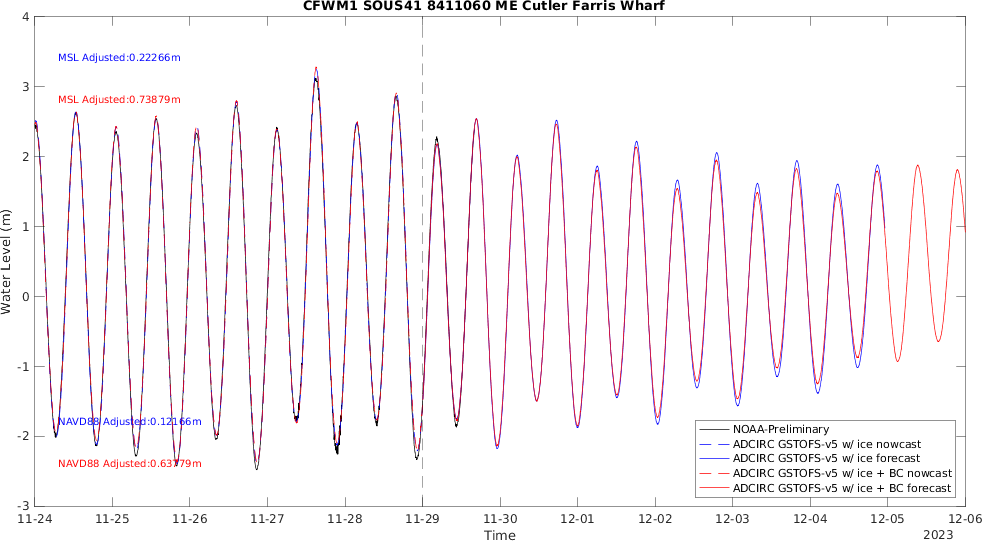 CFWM1 SOUS41 8411060 ME Cutler Farris Wharf
4
3
2
1
0
-1
-2
-3
Water Level (m)
MSL Adjusted:0.22266m
MSL Adjusted:0.73879m
NAVD88 Adjusted:0.12166m
NAVD88 Adjusted:0.63779m
NOAA-Preliminary
ADCIRC GSTOFS-v5 w/ ice nowcast
ADCIRC GSTOFS-v5 w/ ice forecast
ADCIRC GSTOFS-v5 w/ ice + BC nowcast
ADCIRC GSTOFS-v5 w/ ice + BC forecast
11-24 11-25 11-26 11-27 11-28 11-29 11-30 12-01 12-02 12-03 12-04 12-05 12-06
Time
2023